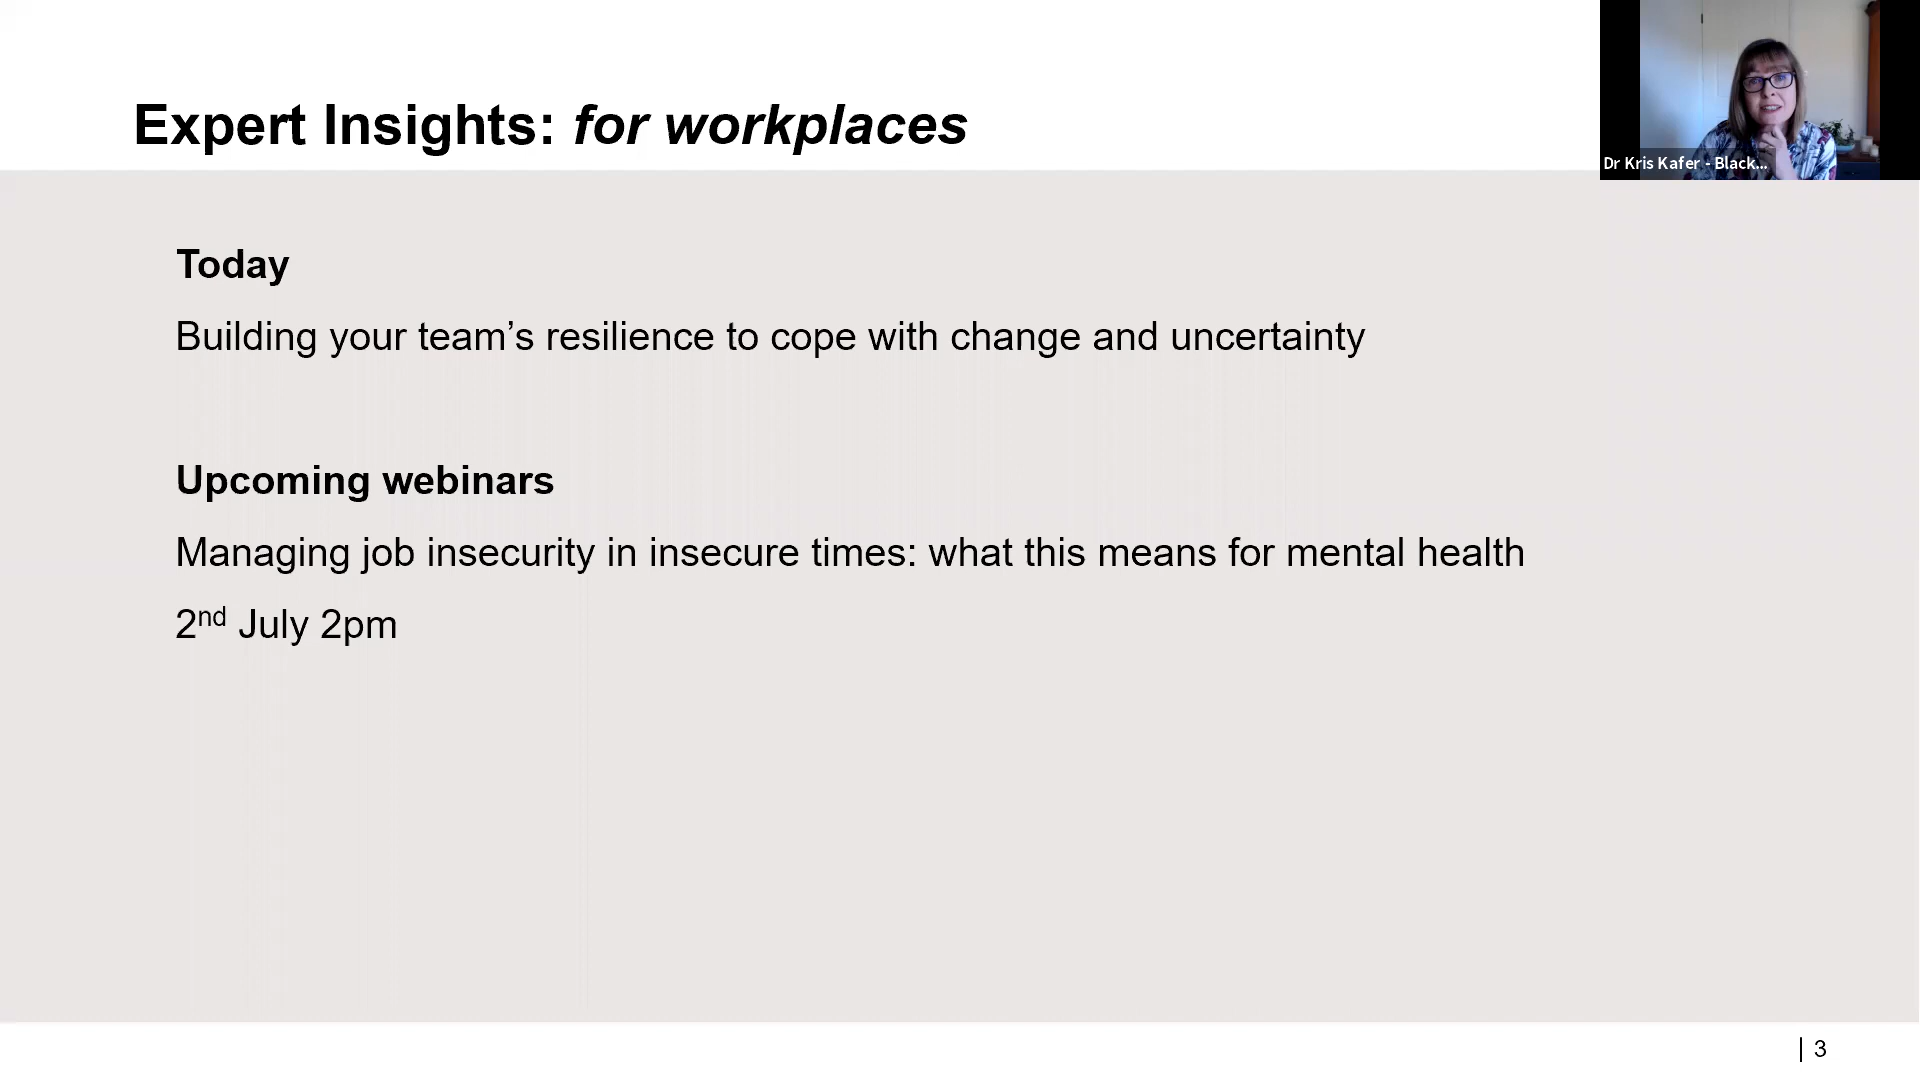 Expert Insights: for workplaces
Dr Kris Kafer - Black...
Today
Building your team’s resilience to cope with change and uncertainty
Upcoming webinars
Managing job insecurity in insecure times: what this means for mental health
2nd July 2pm
3